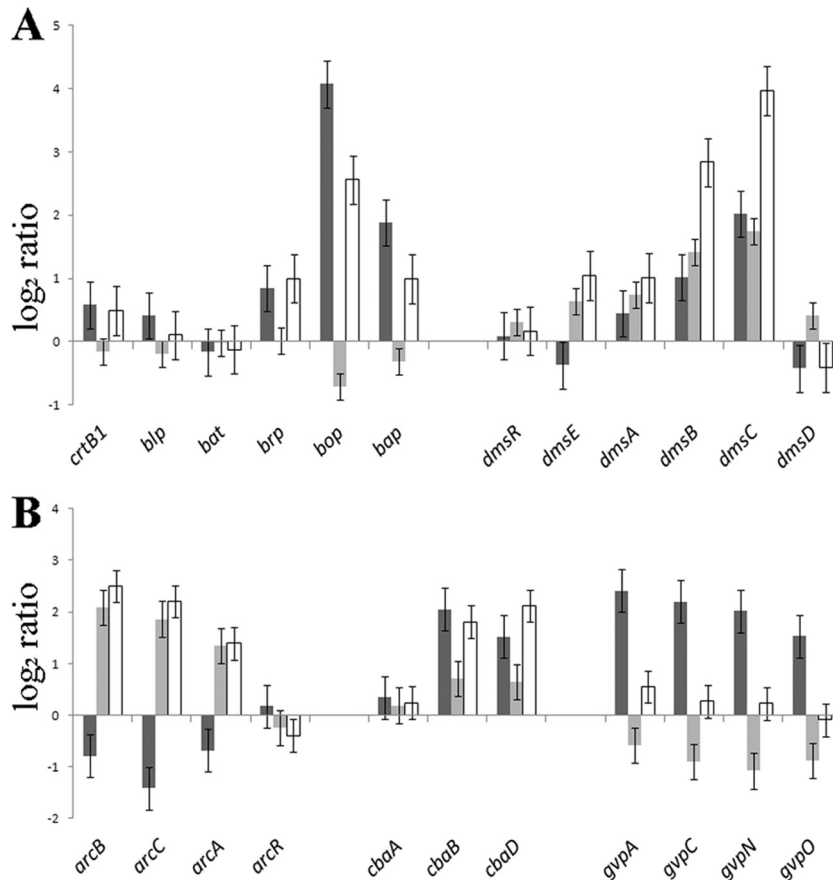 A
5
4
3
2
1
0
-1
log₂ ratio
crtB1 blp bat brp bop bap dmsR dmsE dmsA dmsB dmsC dmsD
B
4
3
2
1
0
-1
-2
log₂ ratio
arcB arcC arcA arcR cbaA cbaB cbaD gvpA gvpC gvpN gvpO